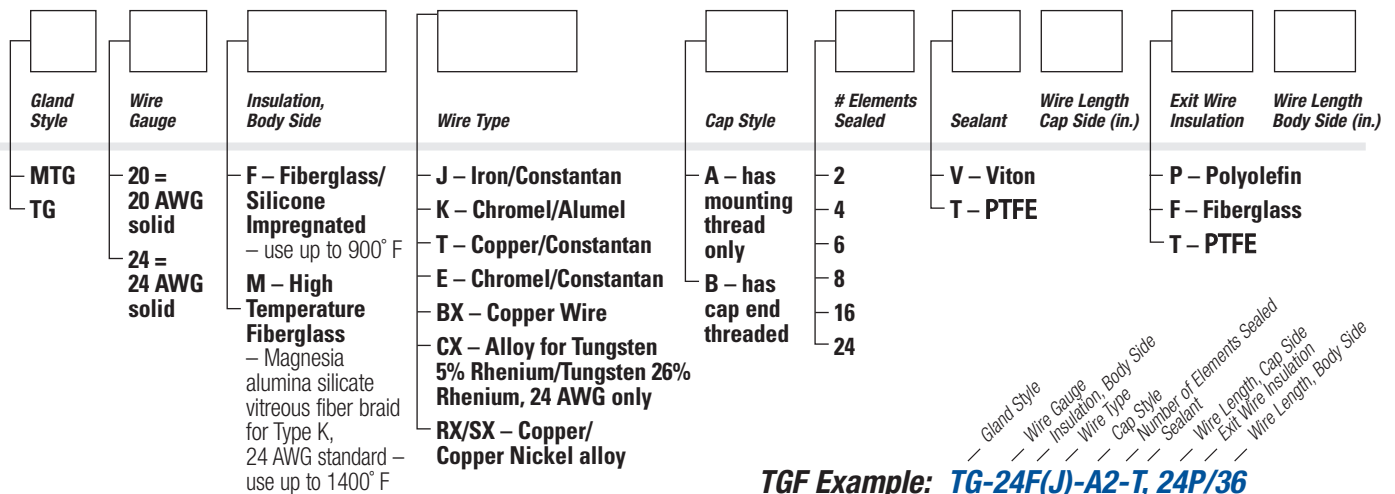 Gland
Style
Wire
Gauge
Insulation,
Body Side
Wire Type
Cap Style
# Elements
Sealed
Sealant
Wire Length
Cap Side (in.)
Exit Wire
Insulation
Wire Length
Body Side (in.)
MTG
TG
20 =
20 AWG
solid
24 =
24 AWG
solid
F – Fiberglass/
Silicone
Impregnated
– use up to 900˚ F
M – High
Temperature
Fiberglass
– Magnesia
alumina silicate
vitreous fiber braid
for Type K,
24 AWG standard –
use up to 1400˚ F
J – Iron/Constantan
K – Chromel/Alumel
T – Copper/Constantan
E – Chromel/Constantan
BX – Copper Wire
CX – Alloy for Tungsten
5% Rhenium/Tungsten 26%
Rhenium, 24 AWG only
RX/SX – Copper/
Copper Nickel alloy
A – has
mounting
thread
only
B – has
cap end
threaded
2
4
6
8
16
24
V – Viton
T – PTFE
P – Polyolefin
F – Fiberglass
T – PTFE
Gland Style
Wire Gauge
Insulation, Body Side
Wire Type
Cap Style
Number of Elements Sealed
Sealant
Wire Length, Cap Side
Exit Wire Insulation
Wire Length, Body Side
TGF Example: TG-24F(J)-A2-T, 24P/36